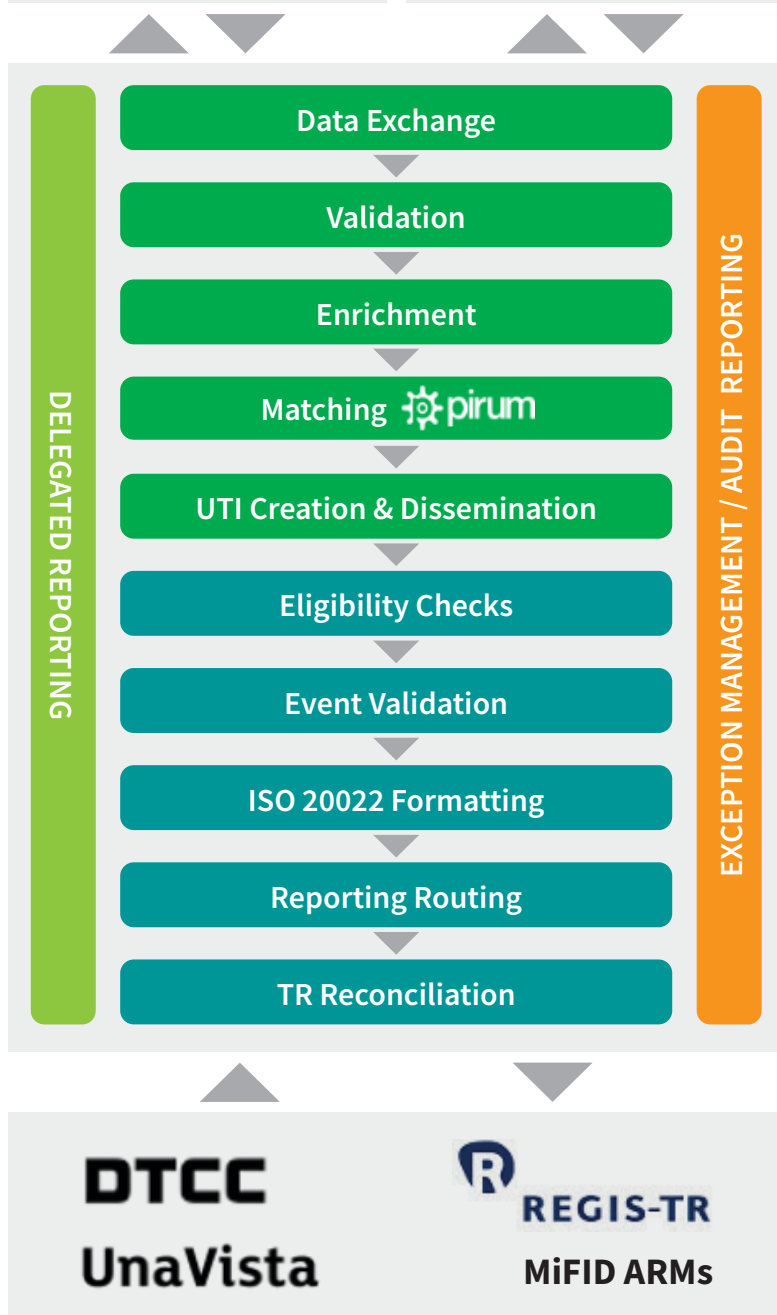 DELEGATED REPORTING
Data Exchange
Validation
Enrichment
Matching pirum
UTI Creation & Dissemination
Eligibility Checks
Event Validation
ISO 20022 Formatting
Reporting Routing
TR Reconciliation
EXCEPTION MANAGEMENT / AUDIT REPORTING
DTCC
R
REGIS-TR
UnaVista
MiFID ARMs